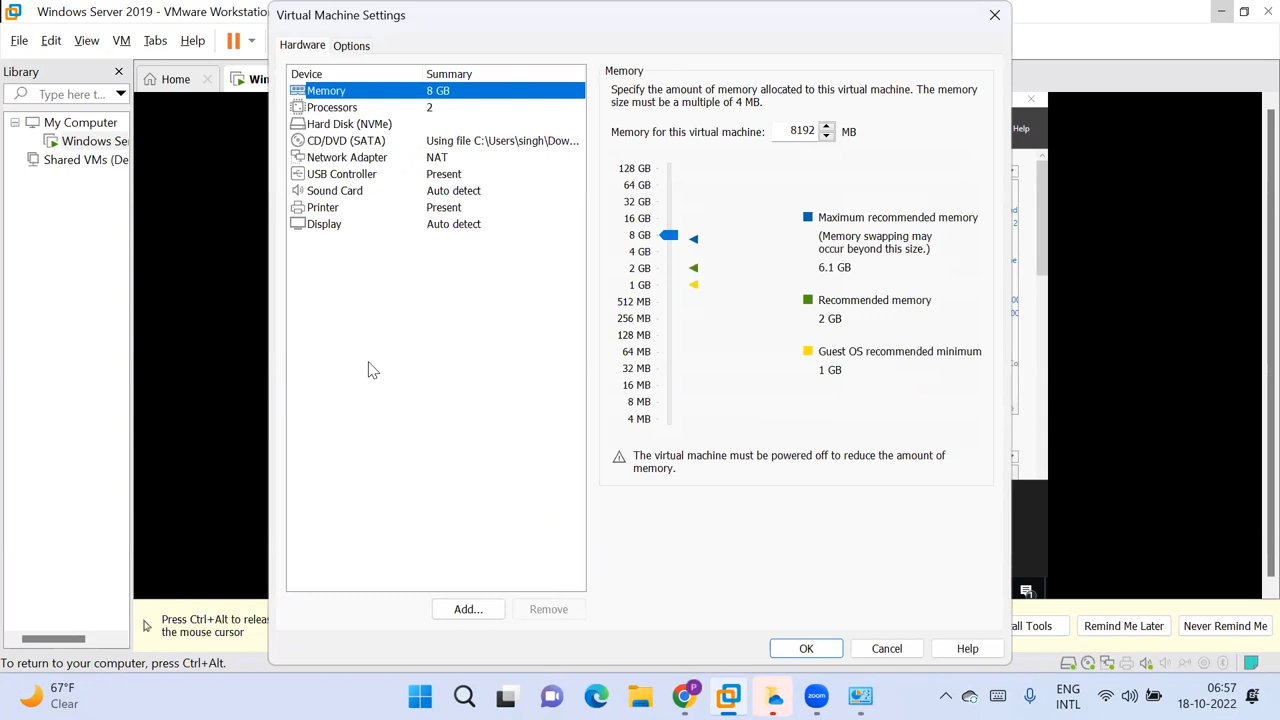 Windows Server 2019 - VMware Workstatio
File Edit View VM Tabs Help
Library
Type here t...
My Computer
Windows Se
Shared VMs (De
Home
Win
Virtual Machine Settings
Hardware Options
Device Summary
Memory 8 GB
Processors 2
Hard Disk (NVMe)
CD/DVD (SATA) Using file C:\Users\singh\Dow...
Network Adapter NAT
USB Controller Present
Sound Card Auto detect
Printer Present
Display Auto detect
Add... Remove
Memory
Specify the amount of memory allocated to this virtual machine. The memory
size must be a multiple of 4 MB.
Memory for this virtual machine: 8192 MB
128 GB
64 GB
32 GB
16 GB
8 GB
4 GB
2 GB
1 GB
512 MB
256 MB
128 MB
64 MB
32 MB
16 MB
8 MB
4 MB
Maximum recommended memory
(Memory swapping may
occur beyond this size.)
6.1 GB
Recommended memory
2 GB
Guest OS recommended minimum
1 GB
The virtual machine must be powered off to reduce the amount of
memory.
OK Cancel Help
Help
Press Ctrl+Alt to relea
the mouse cursor
all Tools Remind Me Later Never Remind Me
To return to your computer, press Ctrl+Alt.
67°F
Clear
P
zoom
ENG
INTL
06:57
18-10-2022